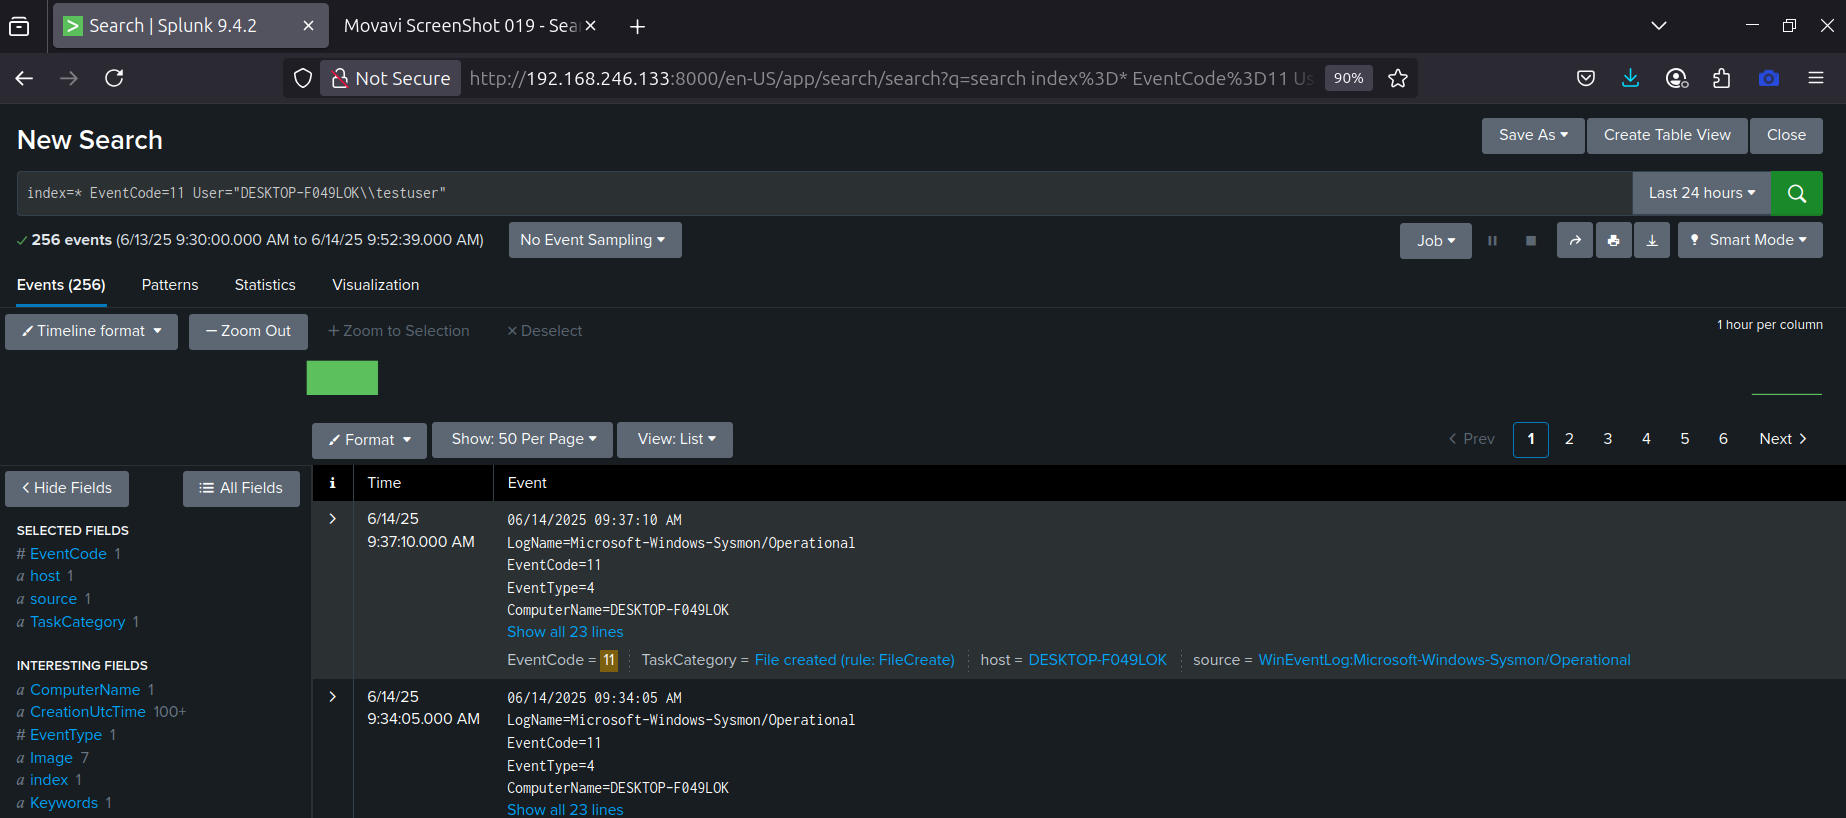 Search | Splunk 9.4.2
Movavi ScreenShot 019 - Sea
Not Secure
http://192.168.246.133:8000/en-US/app/search/search?q=search index%3D* EventCode%3D11 Us
90%
New Search
Save As
Create Table View
Close
index=* EventCode=11 User="DESKTOP-F049LOK\\testuser"
Last 24 hours
256 events (6/13/25 9:30:00.000 AM to 6/14/25 9:52:39.000 AM)
No Event Sampling
Job
Smart Mode
Events (256)
Patterns
Statistics
Visualization
Timeline format
— Zoom Out
+ Zoom to Selection
× Deselect
1 hour per column
Format
Show: 50 Per Page
View: List
< Prev
1
2
3
4
5
6
Next >
< Hide Fields
All Fields
i
Time
Event
SELECTED FIELDS
# EventCode 1
a host 1
a source 1
a TaskCategory 1
INTERESTING FIELDS
a ComputerName 1
a CreationUtcTime 100+
# EventType 1
a Image 7
a index 1
a Keywords 1
6/14/25
9:37:10.000 AM
06/14/2025 09:37:10 AM
LogName=Microsoft-Windows-Sysmon/Operational
EventCode=11
EventType=4
ComputerName=DESKTOP-F049LOK
Show all 23 lines
EventCode = 11
TaskCategory = File created (rule: FileCreate)
host = DESKTOP-F049LOK
source = WinEventLog:Microsoft-Windows-Sysmon/Operational
6/14/25
9:34:05.000 AM
06/14/2025 09:34:05 AM
LogName=Microsoft-Windows-Sysmon/Operational
EventCode=11
EventType=4
ComputerName=DESKTOP-F049LOK
Show all 23 lines